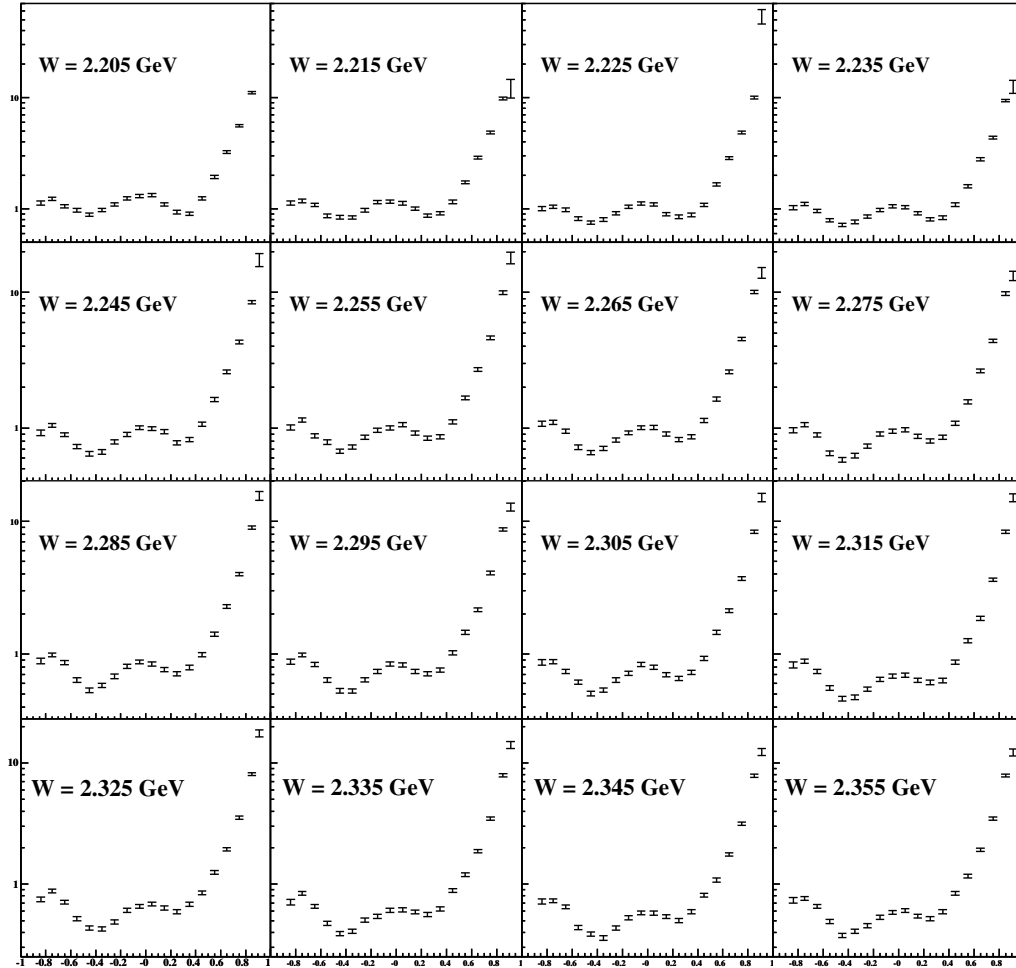 W = 2.205 GeV W = 2.215 GeV W = 2.225 GeV W = 2.235 GeV
10
1
W = 2.245 GeV W = 2.255 GeV W = 2.265 GeV W = 2.275 GeV
10
1
W = 2.285 GeV W = 2.295 GeV W = 2.305 GeV W = 2.315 GeV
10
1
W = 2.325 GeV W = 2.335 GeV W = 2.345 GeV W = 2.355 GeV
10
1
-1 -0.8 -0.6 -0.4 -0.2 -0 0.2 0.4 0.6 0.8 1 -0.8 -0.6 -0.4 -0.2 -0 0.2 0.4 0.6 0.8 1 -0.8 -0.6 -0.4 -0.2 -0 0.2 0.4 0.6 0.8 1 -0.8 -0.6 -0.4 -0.2 -0 0.2 0.4 0.6 0.8 1